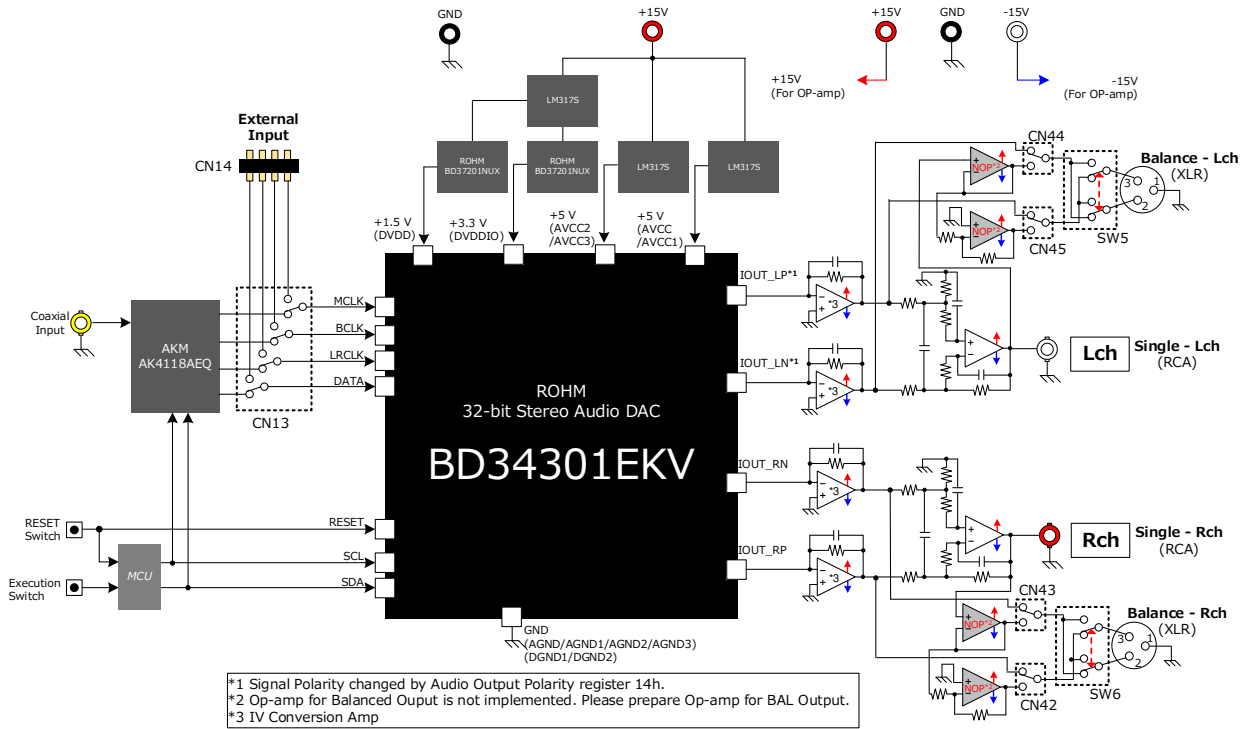 GND
+15V
+15V
GND
-15V
+15V
(For OP-amp)
-15V
(For OP-amp)
LM317S
ROHM
BD37201NUX
ROHM
BD37201NUX
LM317S
LM317S
External
Input
CN14
+1.5 V
(DVDD)
+3.3 V
(DVDDIO)
+5 V
(AVCC2
/AVCC3)
+5 V
(AVCC
/AVCC1)
Coaxial
Input
AKM
AK4118AEQ
CN13
MCLK
BCLK
LRCLK
DATA
ROHM
32-bit Stereo Audio DAC
BD34301EKV
RESET
Switch
Execution
Switch
MCU
RESET
SCL
SDA
GND
(AGND/AGND1/AGND2/AGND3)
(DGND1/DGND2)
IOUT_LP*1
IOUT_LN*1
IOUT_RN
IOUT_RP
*3
*3
*3
*3
−
+
−
+
−
+
−
+
CN44
+
−
NOP*2
+
−
NOP*2
CN45
SW5
3
1
2
Balance - Lch
(XLR)
+
−
Lch
Single - Lch
(RCA)
+
−
Rch
Single - Rch
(RCA)
CN43
+
−
NOP*2
+
−
NOP*2
CN42
SW6
3
1
2
Balance - Rch
(XLR)
*1 Signal Polarity changed by Audio Output Polarity register 14h.
*2 Op-amp for Balanced Ouput is not implemented. Please prepare Op-amp for BAL Output.
*3 IV Conversion Amp